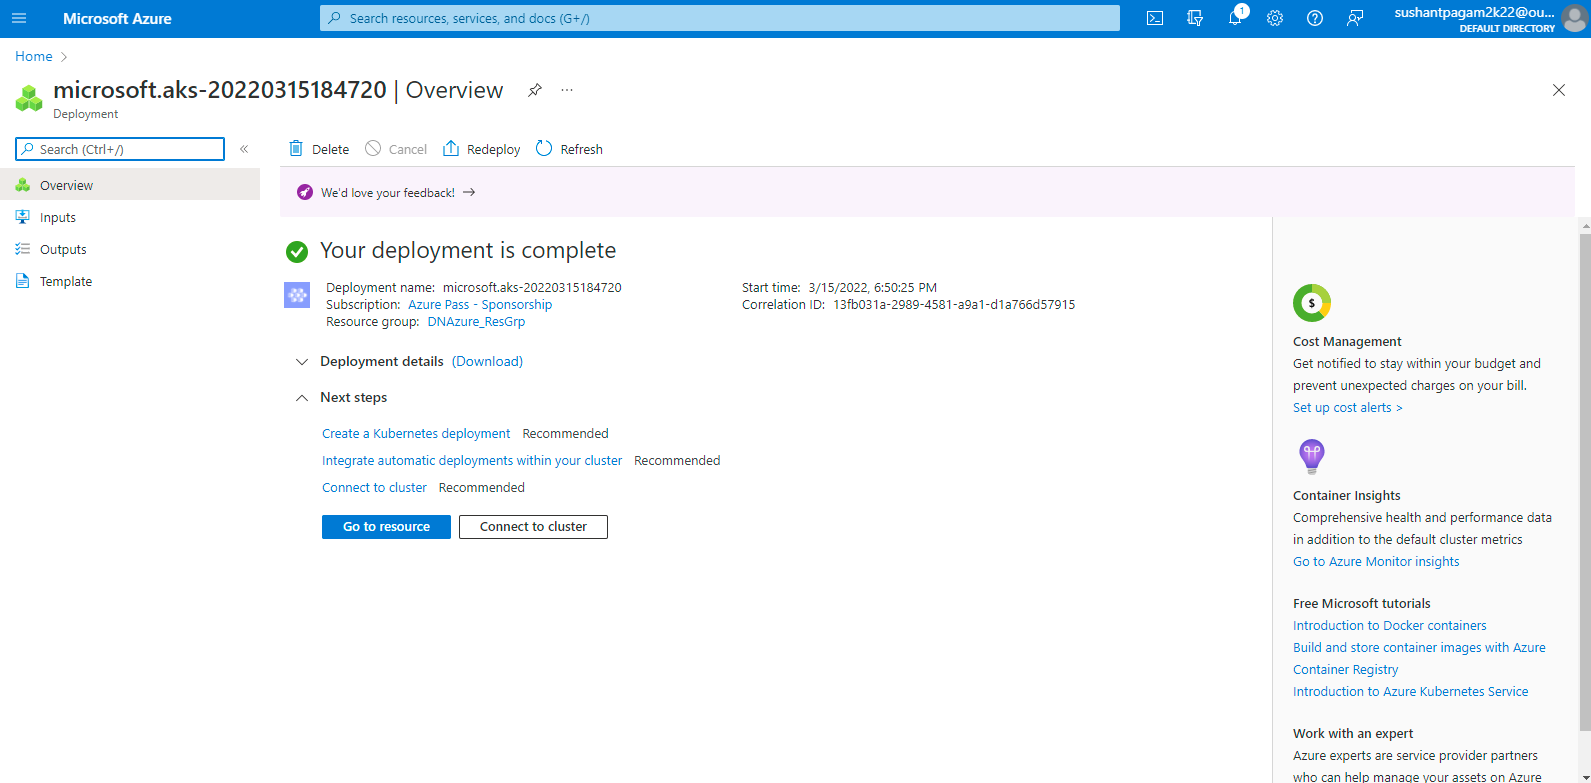 Microsoft Azure
Search resources, services, and docs (G+/)
1
sushantpagam2k22@ou...
DEFAULT DIRECTORY
Home
microsoft.aks-20220315184720 | Overview
...
Deployment
Search (Ctrl+/)
«
Overview
Inputs
Outputs
Template
Delete
Cancel
Redeploy
Refresh
We'd love your feedback! →
Your deployment is complete
Deployment name: microsoft.aks-20220315184720
Subscription: Azure Pass - Sponsorship
Resource group: DNAzure_ResGrp
Start time: 3/15/2022, 6:50:25 PM
Correlation ID: 13fb031a-2989-4581-a9a1-d1a766d57915
Deployment details (Download)
Next steps
Create a Kubernetes deployment Recommended
Integrate automatic deployments within your cluster Recommended
Connect to cluster Recommended
Go to resource
Connect to cluster
$
Cost Management
Get notified to stay within your budget and
prevent unexpected charges on your bill.
Set up cost alerts >
Container Insights
Comprehensive health and performance data
in addition to the default cluster metrics
Go to Azure Monitor insights
Free Microsoft tutorials
Introduction to Docker containers
Build and store container images with Azure
Container Registry
Introduction to Azure Kubernetes Service
Work with an expert
Azure experts are service provider partners
who can help manage your assets on Azure